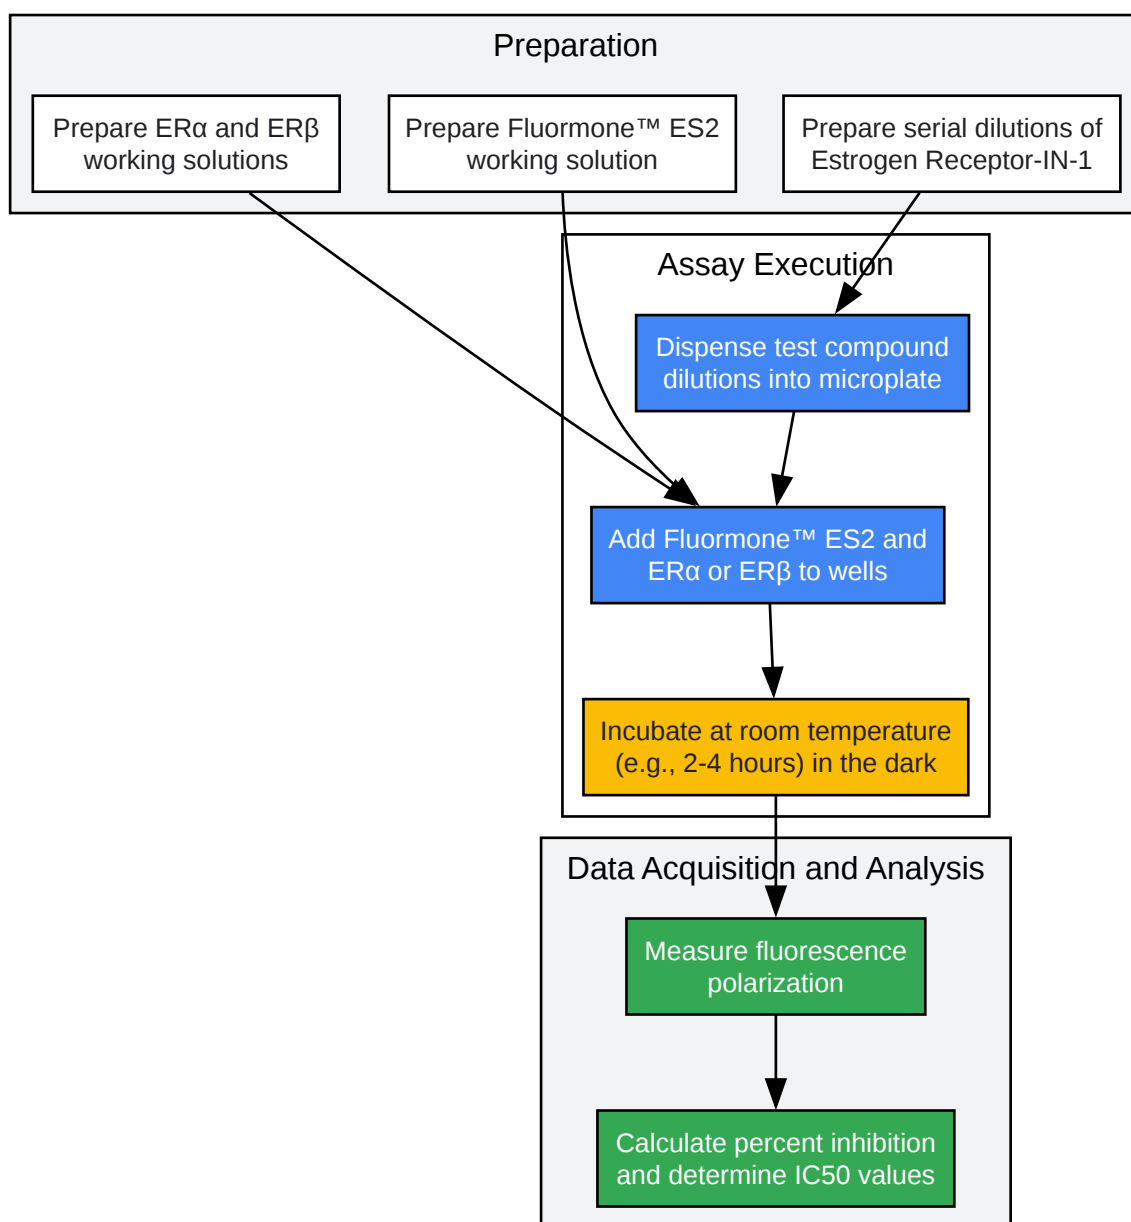 Preparation
Prepare ERα and ERβ
working solutions
Prepare Fluormone™ ES2
working solution
Prepare serial dilutions of
Estrogen Receptor-IN-1
Assay Execution
Dispense test compound
dilutions into microplate
Add Fluormone™ ES2 and
ERα or ERβ to wells
Incubate at room temperature
(e.g., 2-4 hours) in the dark
Data Acquisition and Analysis
Measure fluorescence
polarization
Calculate percent inhibition
and determine IC50 values